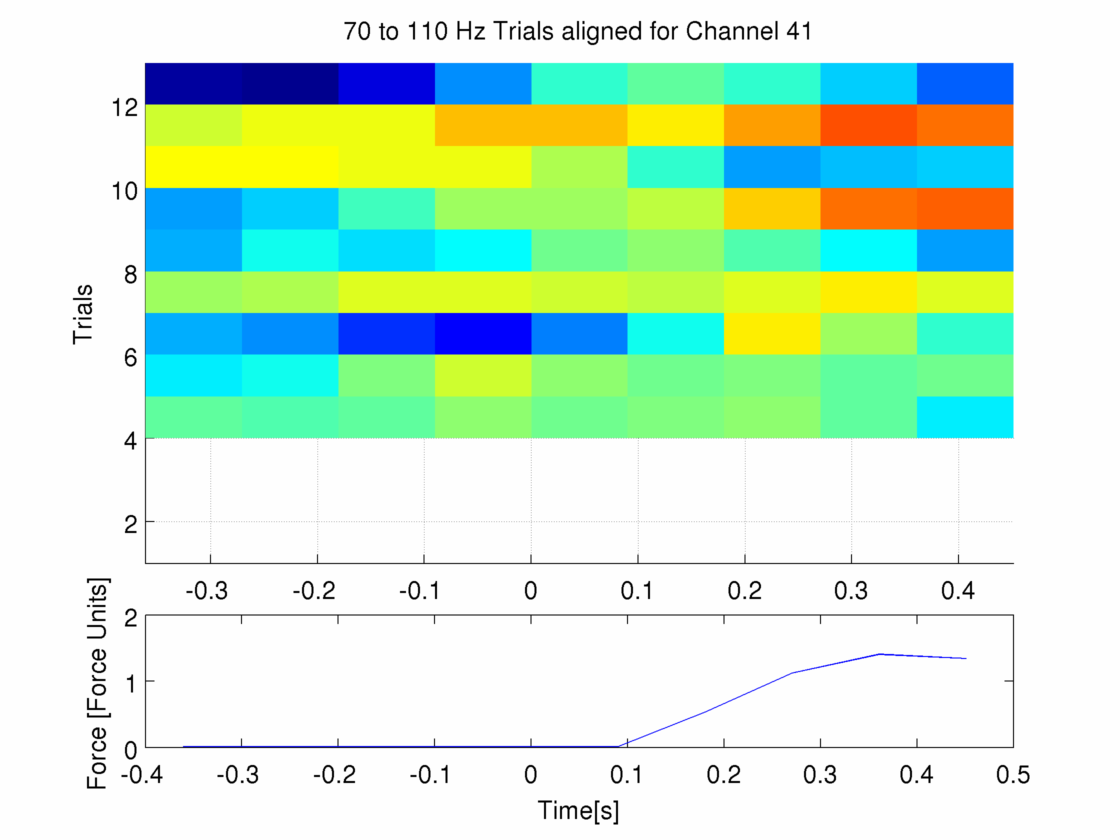 70 to 110 Hz Trials aligned for Channel 41
Trials
12
10
8
6
4
2
-0.3 -0.2 -0.1 0 0.1 0.2 0.3 0.4
Force [Force Units]
2
1
0
-0.4 -0.3 -0.2 -0.1 0 0.1 0.2 0.3 0.4 0.5
Time[s]